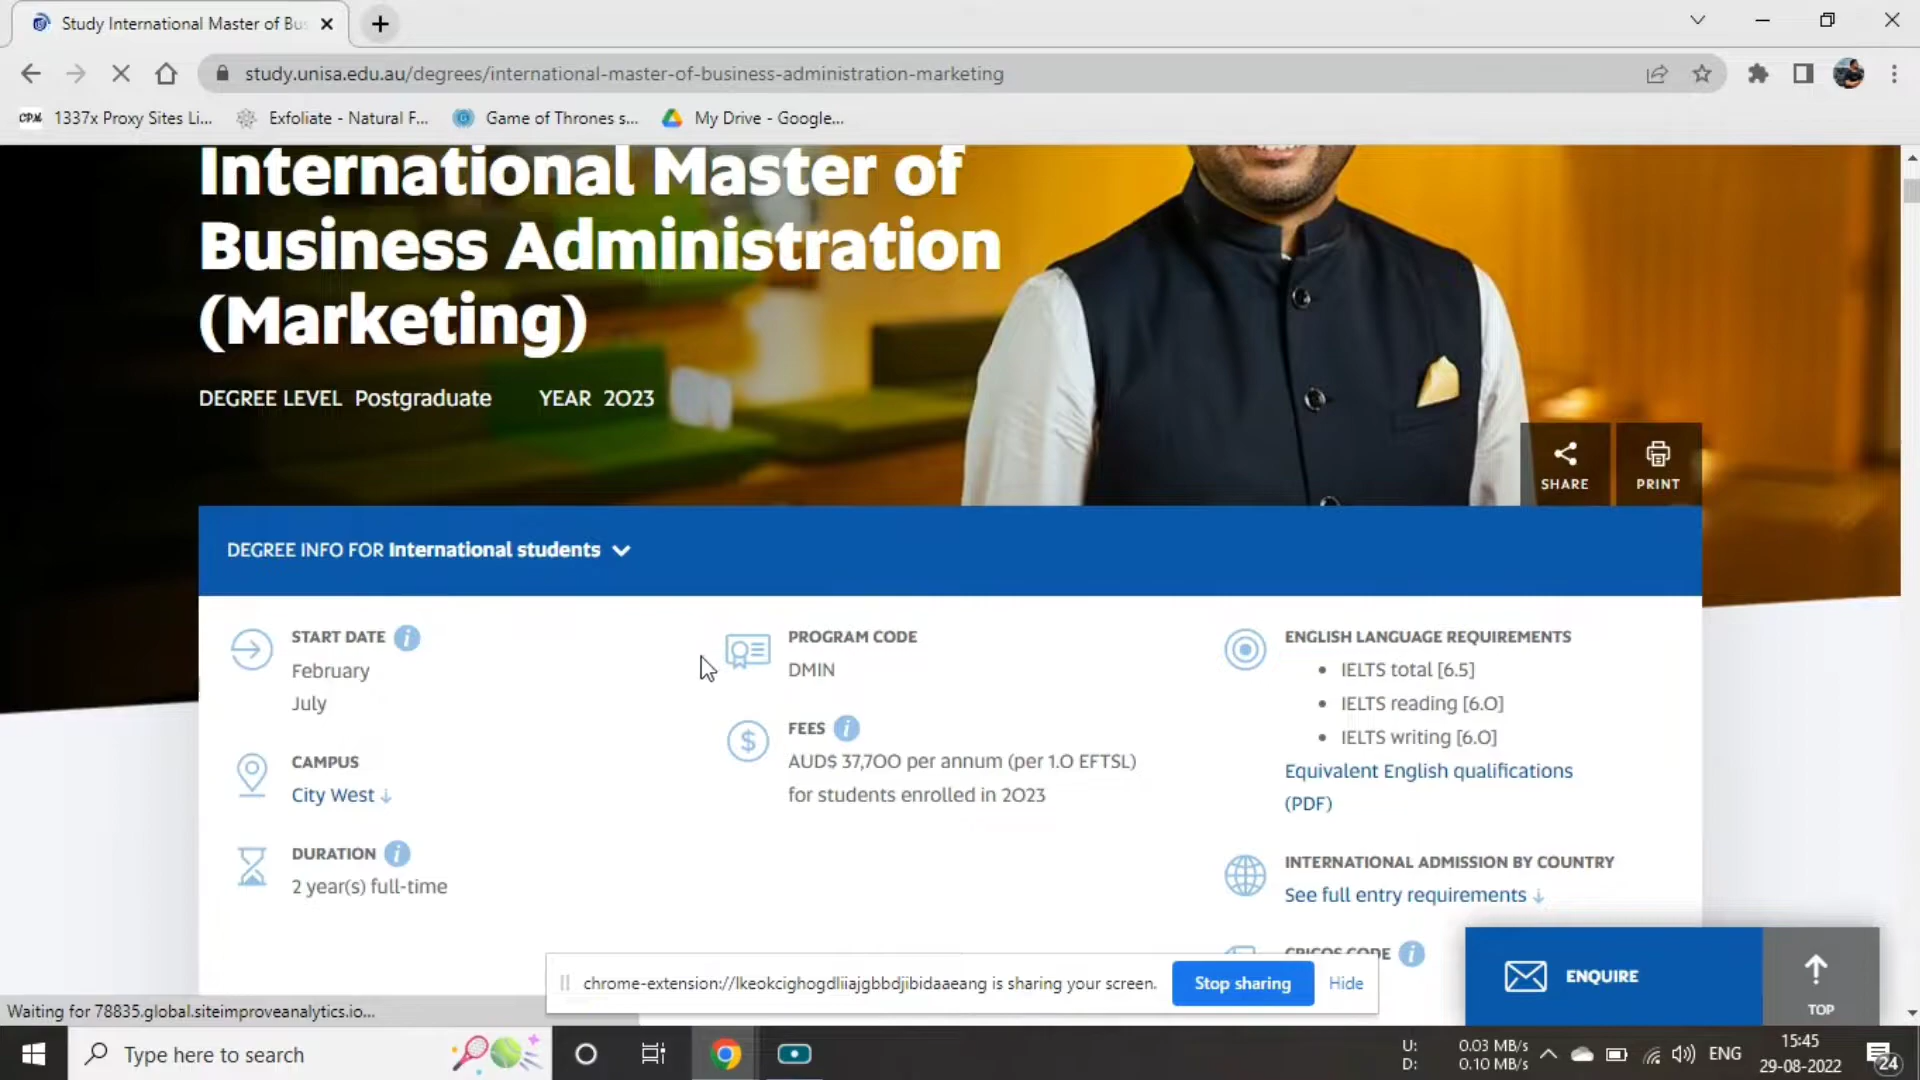 Study International Master of Bus
study.unisa.edu.au/degrees/international-master-of-business-administration-marketing
CPM 1337x Proxy Sites Li...
Exfoliate - Natural F...
Game of Thrones s...
My Drive - Google...
International Master of
Business Administration
(Marketing)
DEGREE LEVEL Postgraduate YEAR 2023
SHARE
PRINT
DEGREE INFO FOR International students
START DATE
February
July
CAMPUS
City West
DURATION
2 year(s) full-time
PROGRAM CODE
DMIN
FEES
AUD$ 37,700 per annum (per 1.0 EFTSL)
for students enrolled in 2023
ENGLISH LANGUAGE REQUIREMENTS
• IELTS total [6.5]
• IELTS reading [6.0]
• IELTS writing [6.0]
Equivalent English qualifications
(PDF)
INTERNATIONAL ADMISSION BY COUNTRY
See full entry requirements
CRICOS CODE
ENQUIRE
TOP
chrome-extension://lkeokcighogdliiajgbbdjibidaaeang is sharing your screen.
Stop sharing
Hide
Waiting for 78835.global.siteimproveanalytics.io...
Type here to search
U: 0.03 MB/s
D: 0.10 MB/s
ENG
15:45
29-08-2022
24